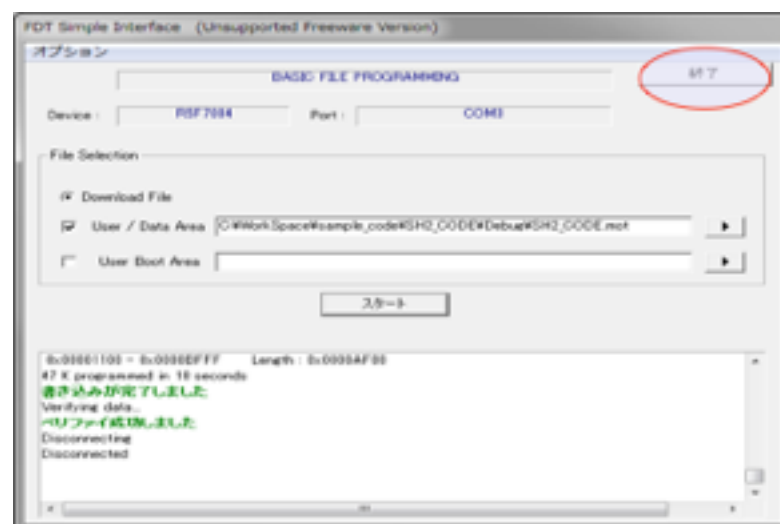 FDT Simple Interface (Unsupported Freeware Version)
オプション
BASIC FILE PROGRAMMING
終了
Device : R5F7084 Port : COM3
File Selection
Download File
User / Data Area C:¥WorkSpace¥sample_code¥SH2_CODE¥Debug¥SH2_CODE.mot
User Boot Area
スタート
0x00001100 - 0x0000BFFF Length : 0x0000AF00
47 K programmed in 18 seconds
書き込みが完了しました
Verifying data...
ベリファイ成功しました
Disconnecting
Disconnected